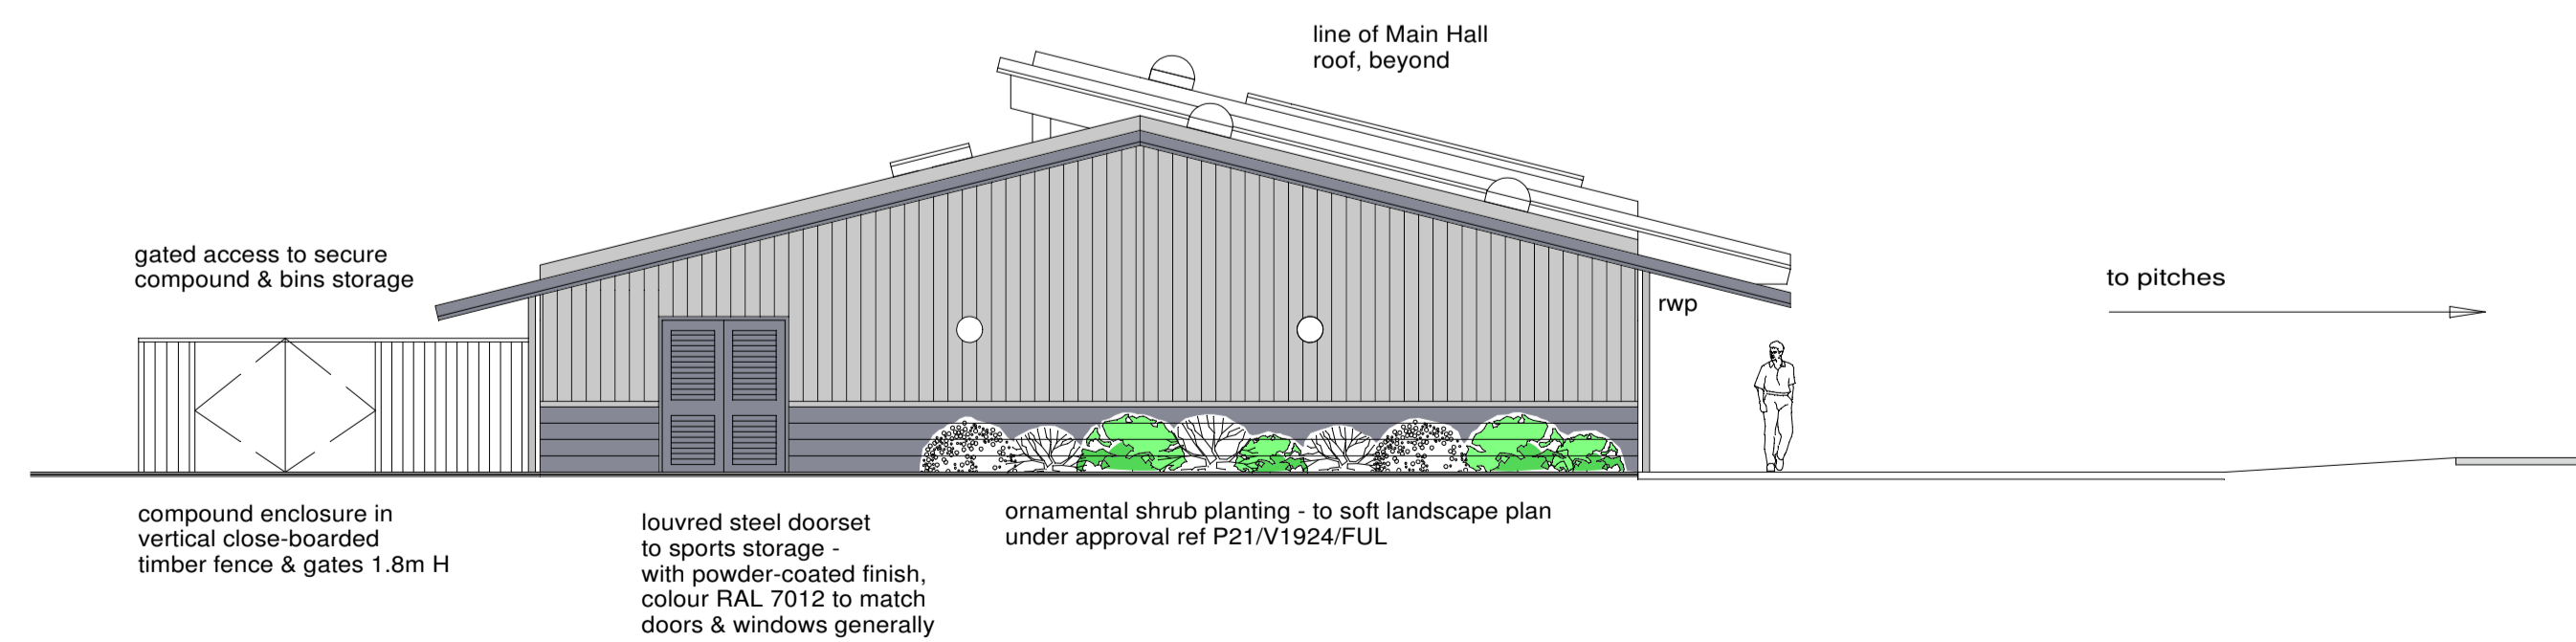 line of Main Hall
roof, beyond
gated access to secure
compound & bins storage
to pitches
rwp
compound enclosure in
vertical close-boarded
timber fence & gates 1.8m H
louvred steel doorset
to sports storage -
with powder-coated finish,
colour RAL 7012 to match
doors & windows generally
ornamental shrub planting - to soft landscape plan
under approval ref P21/V1924/FUL